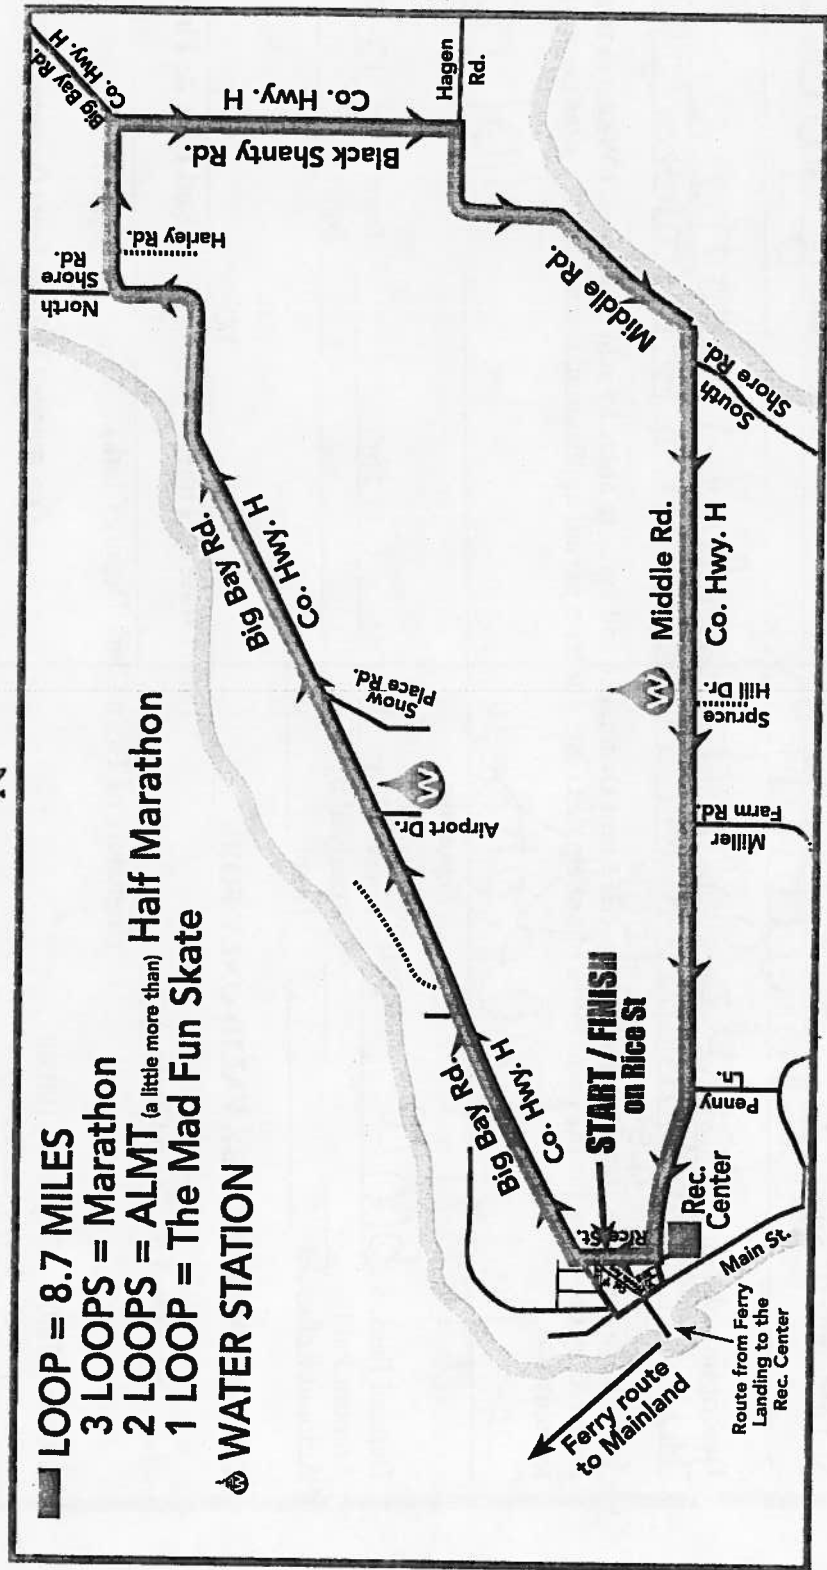 LOOP = 8.7 MILES
3 LOOPS = Marathon
2 LOOPS = ALMT (a little more than) Half Marathon
1 LOOP = The Mad Fun Skate
W WATER STATION
N
Big Bay Rd.
Co. Hwy. H
North
Shore
Rd.
Harley Rd.
Co. Hwy. H
Black Shanty Rd.
Hagen
Rd.
Big Bay Rd.
Co. Hwy. H
Snow
Place Rd.
W
Airport Dr.
Middle Rd.
South
Shore Rd.
Middle Rd.
Co. Hwy. H
W
Spruce
Hill Dr.
Miller
Farm Rd.
Big Bay Rd.
Co. Hwy. H
START / FINISH
on Rice St
Rice St.
Penny
Ln.
Rec.
Center
Main St.
Ferry route
to Mainland
Route from Ferry
Landing to the
Rec. Center